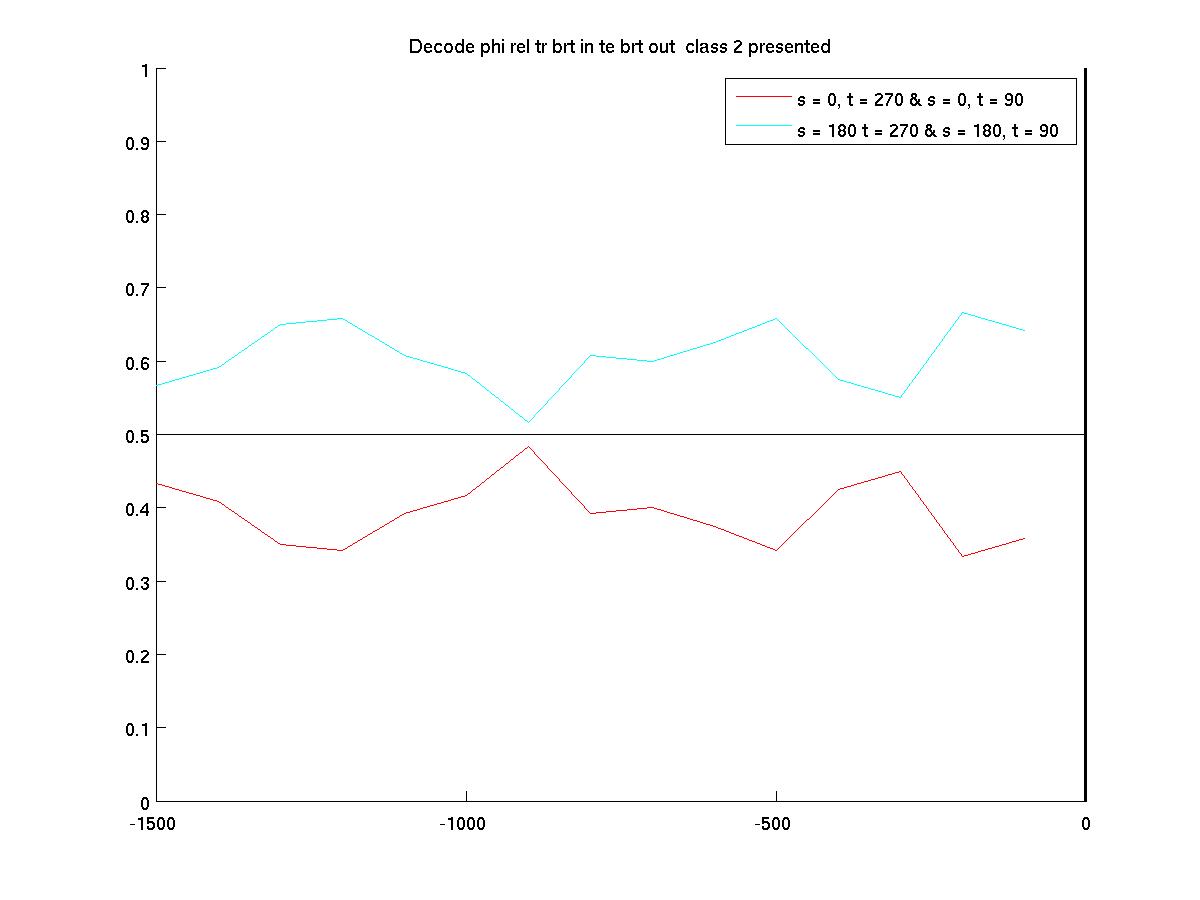 Decode phi rel tr brt in te brt out  class 2 presented
s = 0, t = 270 & s = 0, t = 90
s = 180 t = 270 & s = 180, t = 90
1
0.9
0.8
0.7
0.6
0.5
0.4
0.3
0.2
0.1
0
-1500 -1000 -500 0